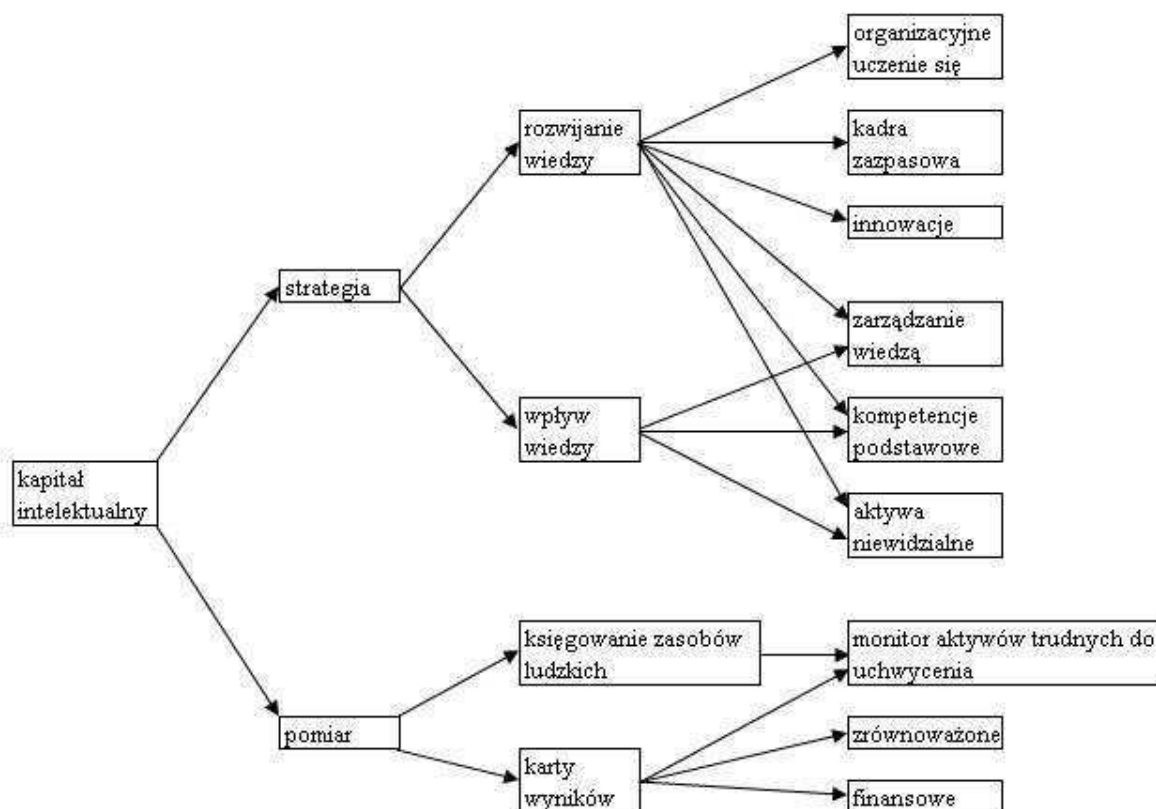 organizacyjne
uczenie się
rozwijanie
wiedzy
kadra
zazpasowa
innowacje
strategia
zarządzanie
wiedzą
wpływ
wiedzy
kompetencje
podstawowe
kapitał
intelektualny
aktywa
niewidzialne
księgowanie zasobów
ludzkich
monitor aktywów trudnych do
uchwycenia
pomiar
zrównoważone
karty
wyników
finansowe